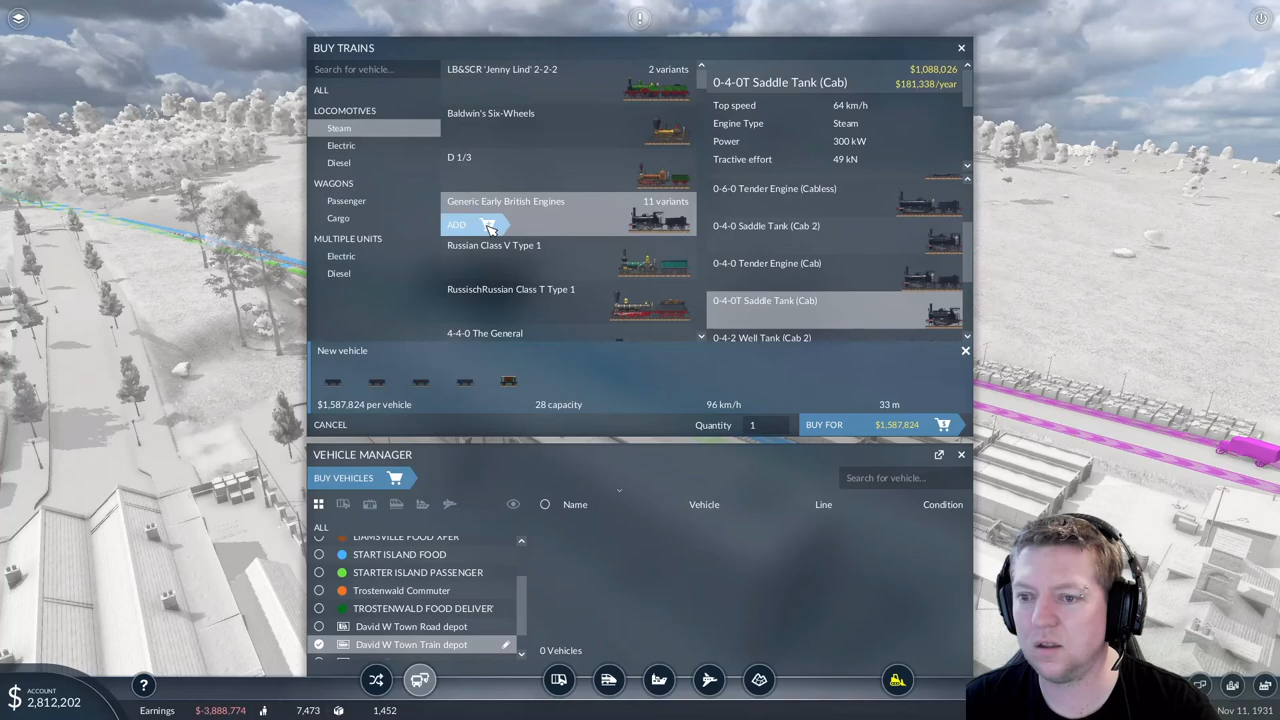 BUY TRAINS
Search for vehicle...
ALL
LOCOMOTIVES
Steam
Electric
Diesel
WAGONS
Passenger
Cargo
MULTIPLE UNITS
Electric
Diesel
LB&SCR 'Jenny Lind' 2-2-2
2 variants
Baldwin's Six-Wheels
D 1/3
Generic Early British Engines
11 variants
ADD
Russian Class V Type 1
RussischRussian Class T Type 1
4-4-0 The General
$1,088,026
0-4-0T Saddle Tank (Cab)
$181,338/year
Top speed 64 km/h
Engine Type Steam
Power 300 kW
Tractive effort 49 kN
0-6-0 Tender Engine (Cabless)
0-4-0 Saddle Tank (Cab 2)
0-4-0 Tender Engine (Cab)
0-4-0T Saddle Tank (Cab)
0-4-2 Well Tank (Cab 2)
New vehicle
$1,587,824 per vehicle 28 capacity 96 km/h 33 m
CANCEL Quantity 1 BUY FOR $1,587,824
VEHICLE MANAGER
BUY VEHICLES
Search for vehicle...
Name Vehicle Line Condition
ALL
LIAMSVILLE FOOD XFER
START ISLAND FOOD
STARTER ISLAND PASSENGER
Trostenwald Commuter
TROSTENWALD FOOD DELIVER
David W Town Road depot
David W Town Train depot
0 Vehicles
?
$ ACCOUNT
2,812,202
Earnings $-3,888,774 7,473 1,452
Nov 11, 1931